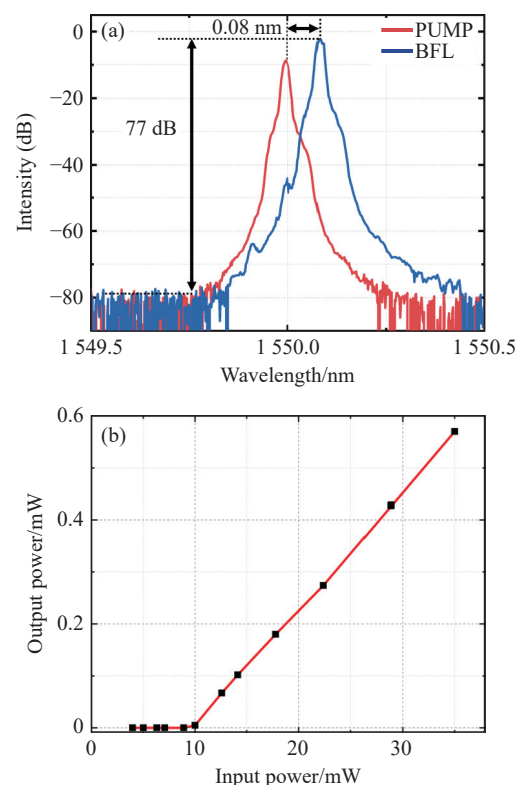 (a)
0.08 nm
PUMP
BFL
77 dB
Intensity (dB)
0
−20
−40
−60
−80
1 549.5
1 550.0
1 550.5
Wavelength/nm
(b)
Output power/mW
0.6
0.4
0.2
0
0
10
20
30
Input power/mW